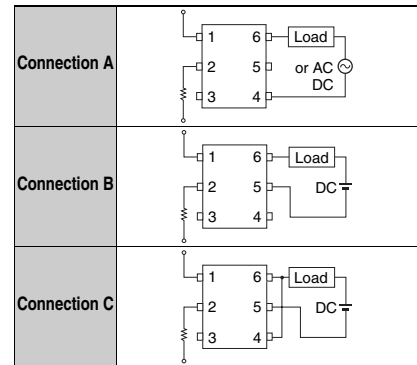 Connection A
1 6 Load
2 5 or AC
DC
3 4
Connection B
1 6 Load
2 5 DC
3 4
Connection C
1 6 Load
2 5 DC
3 4